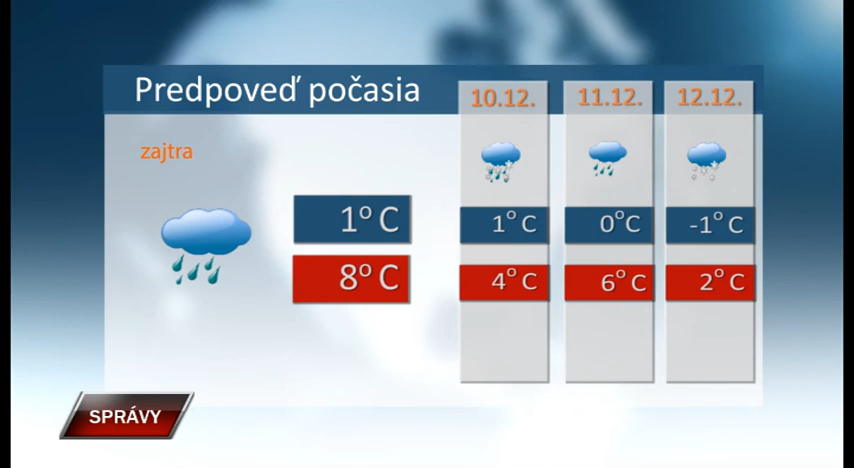 Predpoveď počasia
zajtra
1° C
8° C
10.12. 11.12. 12.12.
1° C 0°C -1° C
4° C 6° C 2° C
SPRÁVY